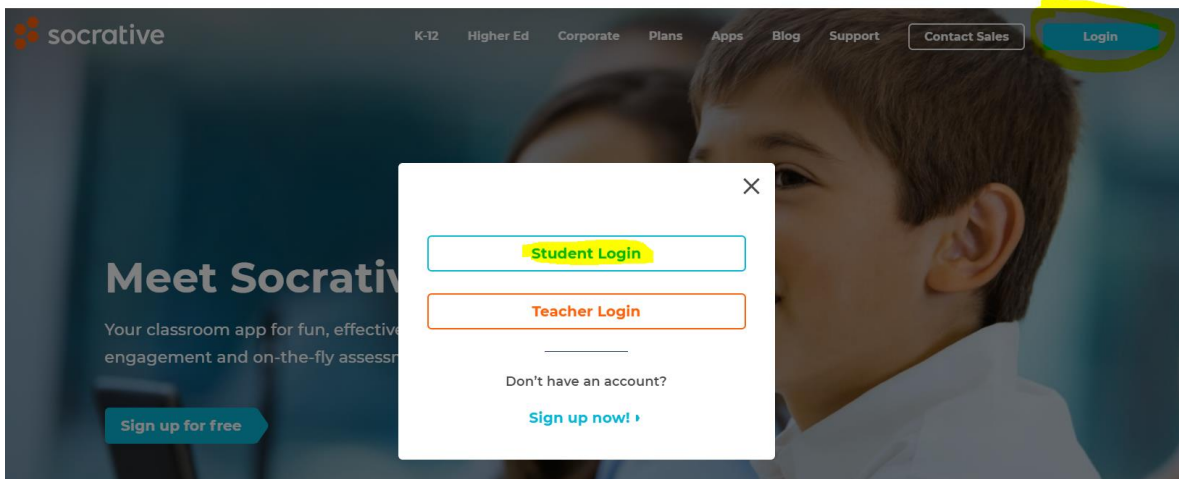 socrative
K-12 Higher Ed Corporate Plans Apps Blog Support Contact Sales Login
Student Login
Meet Socrativ
Teacher Login
Your classroom app for fun, effective
engagement and on-the-fly assess
Don't have an account?
Sign up now!
Sign up for free